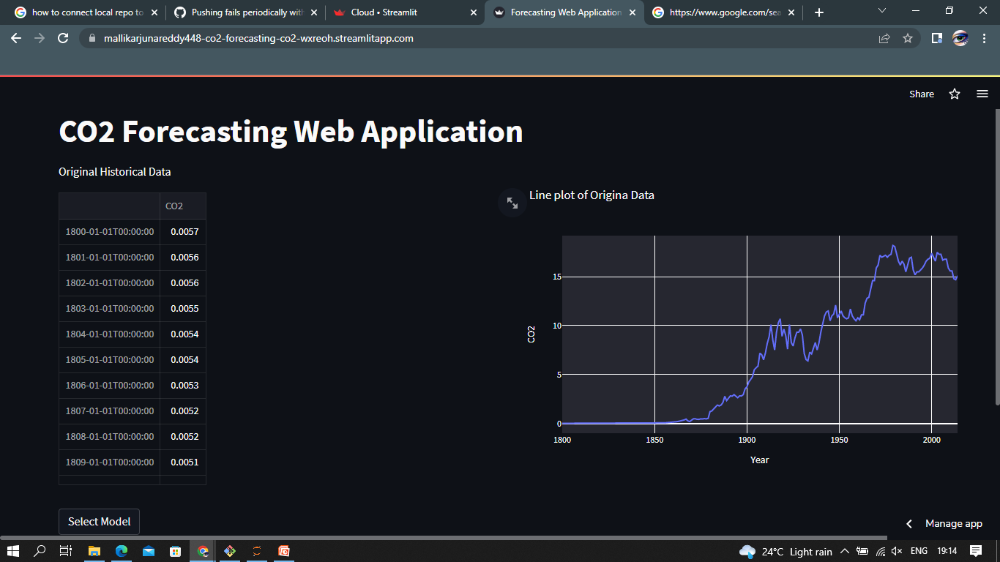 how to connect local repo to
Pushing fails periodically with
Cloud • Streamlit
Forecasting Web Application
https://www.google.com/sea
mallikarjunareddy448-co2-forecasting-co2-wxreoh.streamlitapp.com
Share
CO2 Forecasting Web Application
Original Historical Data
Line plot of Origina Data
CO2
1800-01-01T00:00:00 0.0057
1801-01-01T00:00:00 0.0056
1802-01-01T00:00:00 0.0056
1803-01-01T00:00:00 0.0055
1804-01-01T00:00:00 0.0054
1805-01-01T00:00:00 0.0054
1806-01-01T00:00:00 0.0053
1807-01-01T00:00:00 0.0052
1808-01-01T00:00:00 0.0052
1809-01-01T00:00:00 0.0051
15
10
5
0
CO2
1800 1850 1900 1950 2000
Year
Select Model
Manage app
24°C Light rain
ENG
19:14